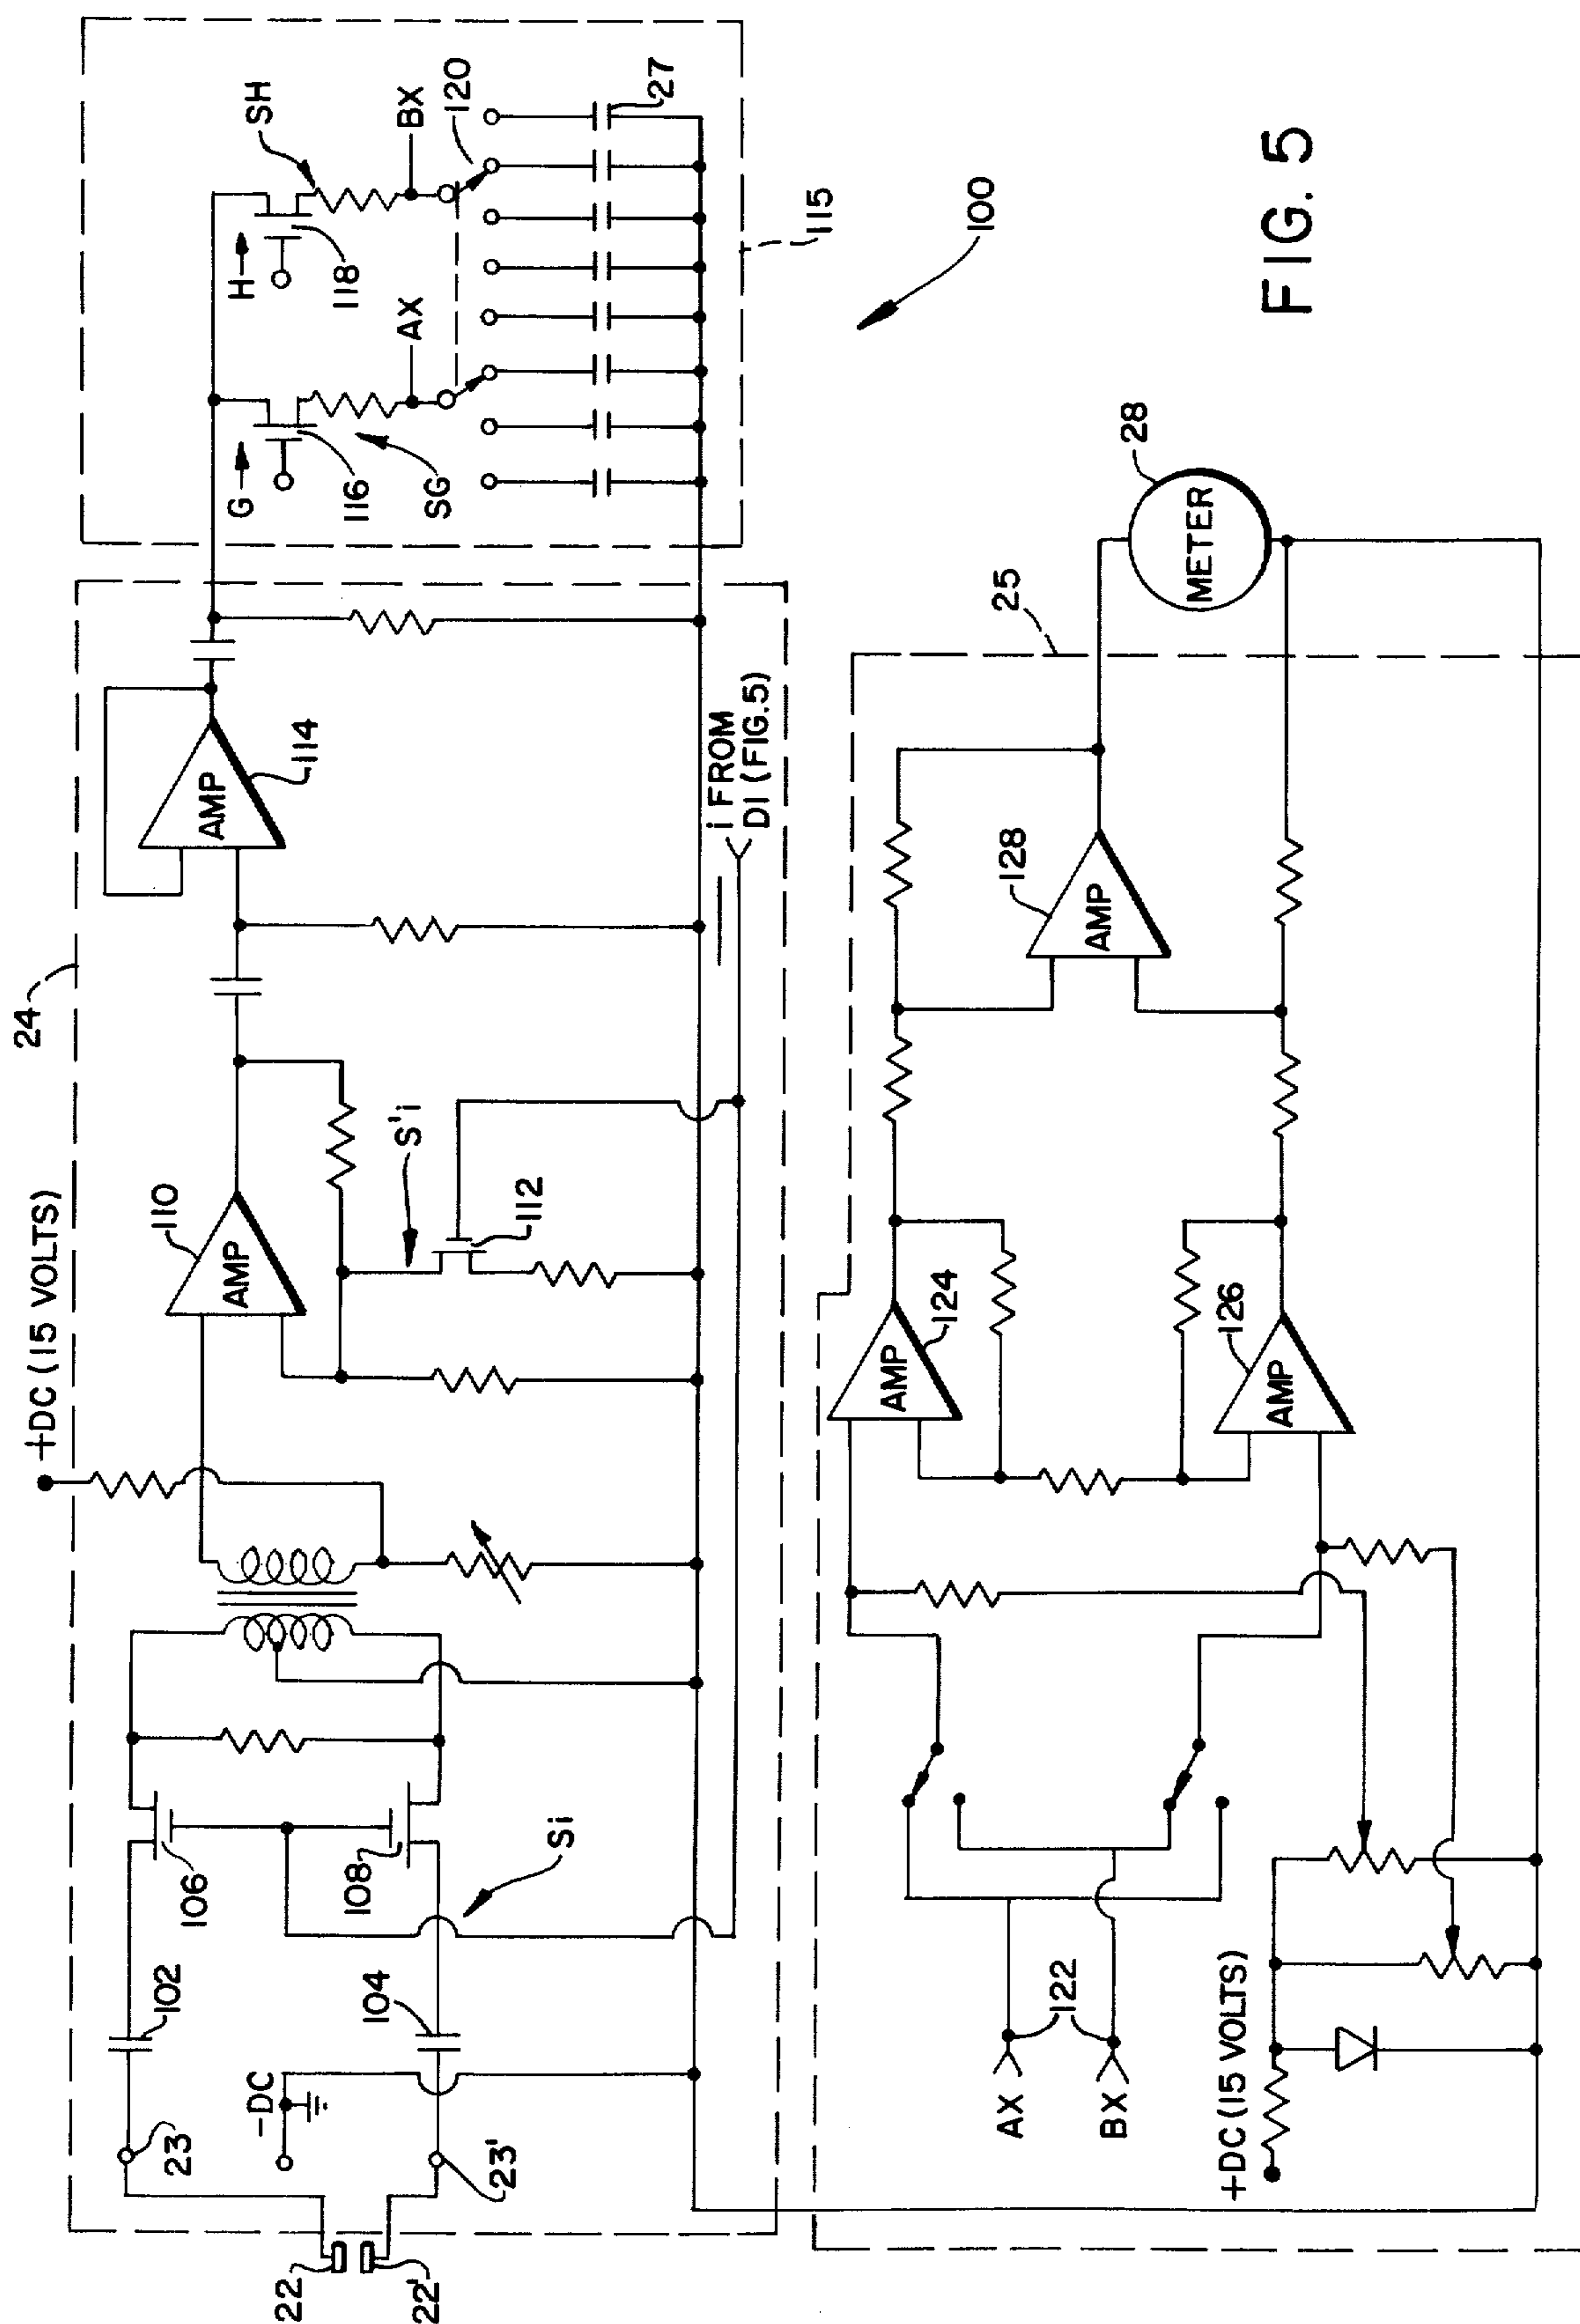 24
+DC (15 VOLTS)
22
22'
23
23'
-DC
102
104
106
108
Si
110
AMP
S'i
112
AMP
114
i FROM
DI (FIG.5)
G
116
SG
AX
H
118
SH
BX
120
27
115
100
25
AX
BX
122
+DC (15 VOLTS)
AMP
124
AMP
126
AMP
128
METER
28
FIG. 5